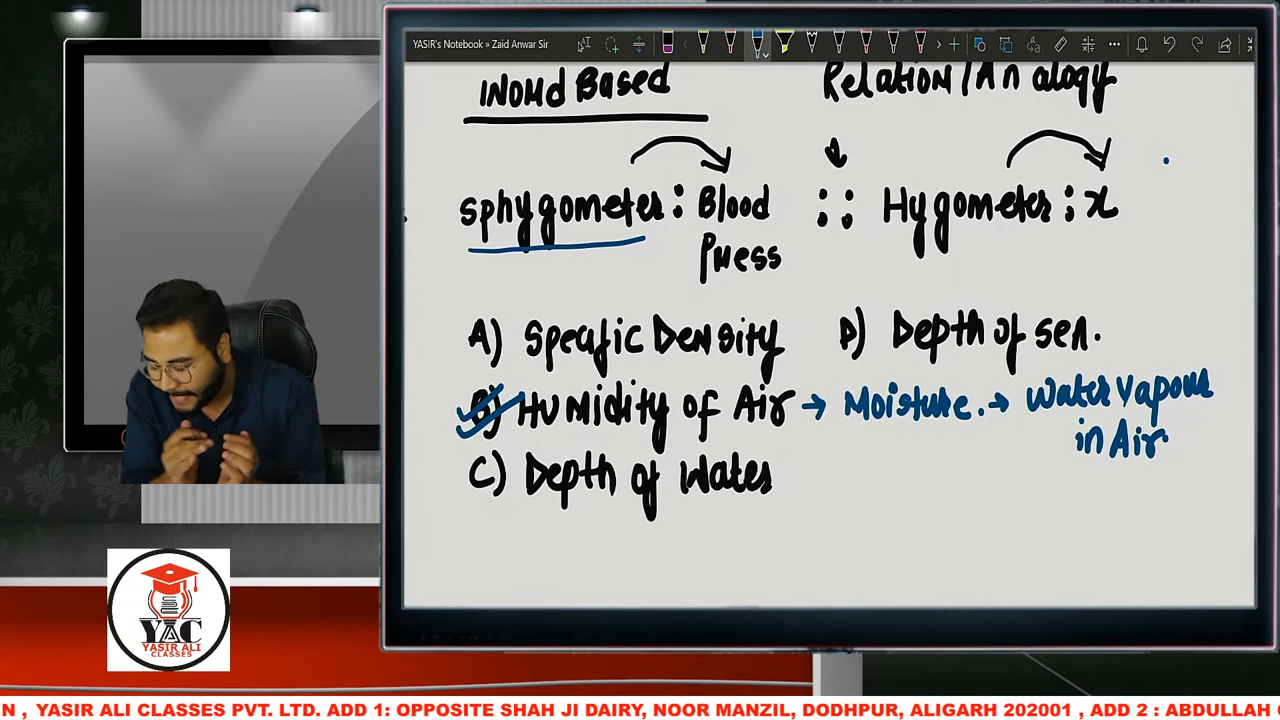 YASIR's Notebook » Zaid Anwar Sir
Word Based Relation/Analogy
Sphygometer : Blood Press :: Hygometer : x
A) Specific Density D) Depth of sea.
B) Humidity of Air → Moisture. → Water Vapour in Air
C) Depth of Water
YAC
YASIR ALI
CLASSES
N , YASIR ALI CLASSES PVT. LTD. ADD 1: OPPOSITE SHAH JI DAIRY, NOOR MANZIL, DODHPUR, ALIGARH 202001 , ADD 2 : ABDULLAH